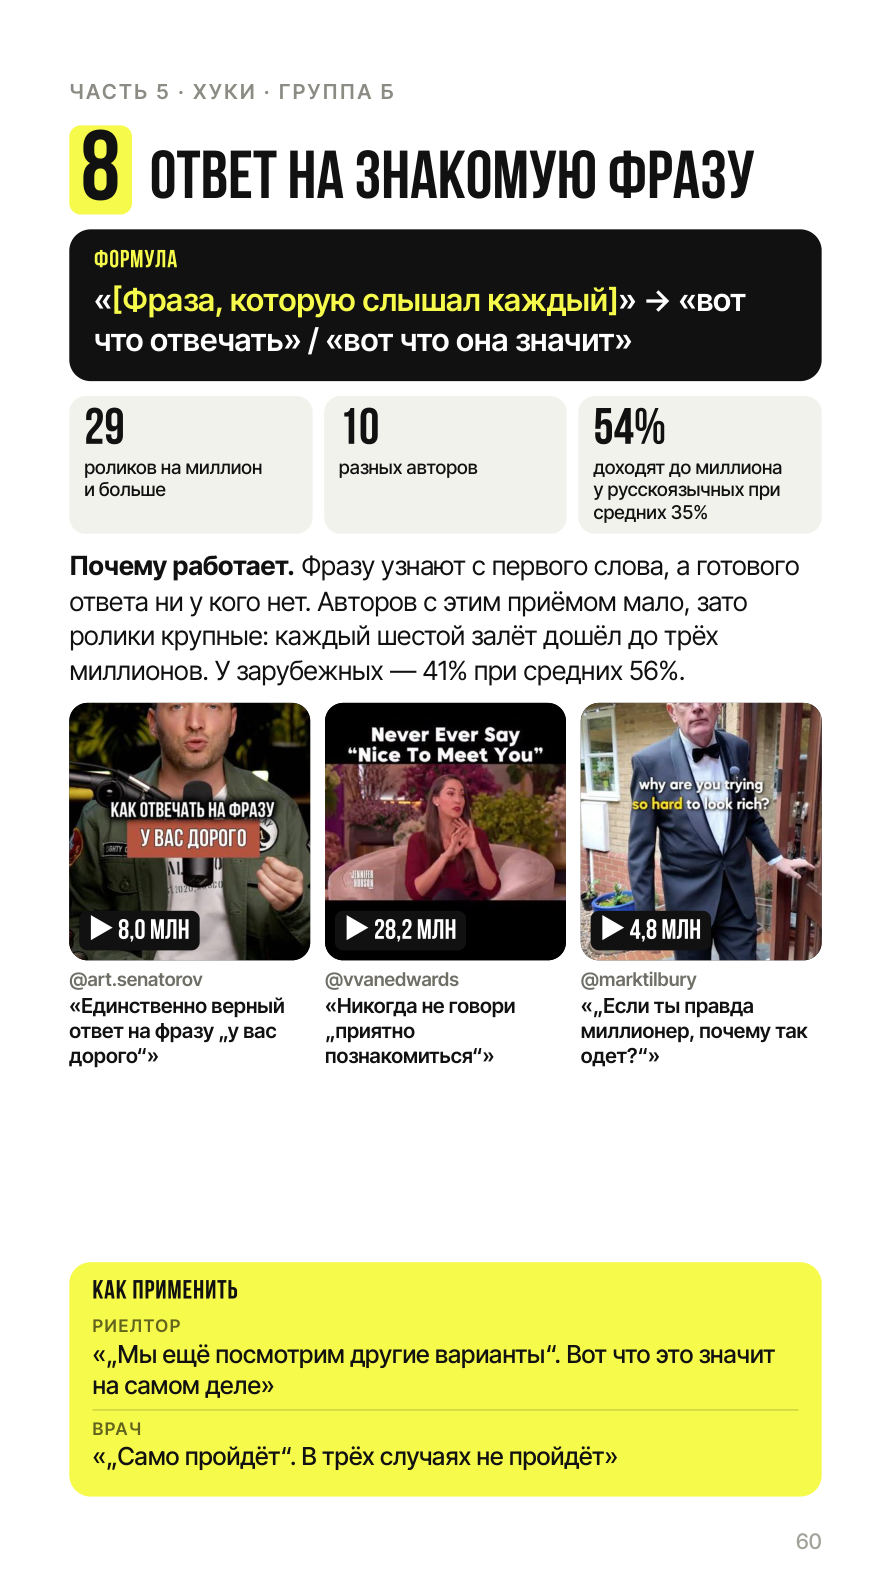 ЧАСТЬ 5 · ХУКИ · ГРУППА Б
8 ОТВЕТ НА ЗНАКОМУЮ ФРАЗУ
ФОРМУЛА
«[Фраза, которую слышал каждый]» → «вот
что отвечать» / «вот что она значит»
29
роликов на миллион
и больше
10
разных авторов
54%
доходят до миллиона
у русскоязычных при
средних 35%
Почему работает. Фразу узнают с первого слова, а готового
ответа ни у кого нет. Авторов с этим приёмом мало, зато
ролики крупные: каждый шестой залёт дошёл до трёх
миллионов. У зарубежных — 41% при средних 56%.
КАК ОТВЕЧАТЬ НА ФРАЗУ
У ВАС ДОРОГО
8,0 МЛН
@art.senatorov
«Единственно верный
ответ на фразу „у вас
дорого“»
Never Ever Say
“Nice To Meet You”
JENNIFER
HUDSON
28,2 МЛН
@vvanedwards
«Никогда не говори
„приятно
познакомиться“»
why are you trying
so hard to look rich?
4,8 МЛН
@marktilbury
«„Если ты правда
миллионер, почему так
одет?“»
КАК ПРИМЕНИТЬ
РИЕЛТОР
«„Мы ещё посмотрим другие варианты“. Вот что это значит
на самом деле»
ВРАЧ
«„Само пройдёт“. В трёх случаях не пройдёт»
60